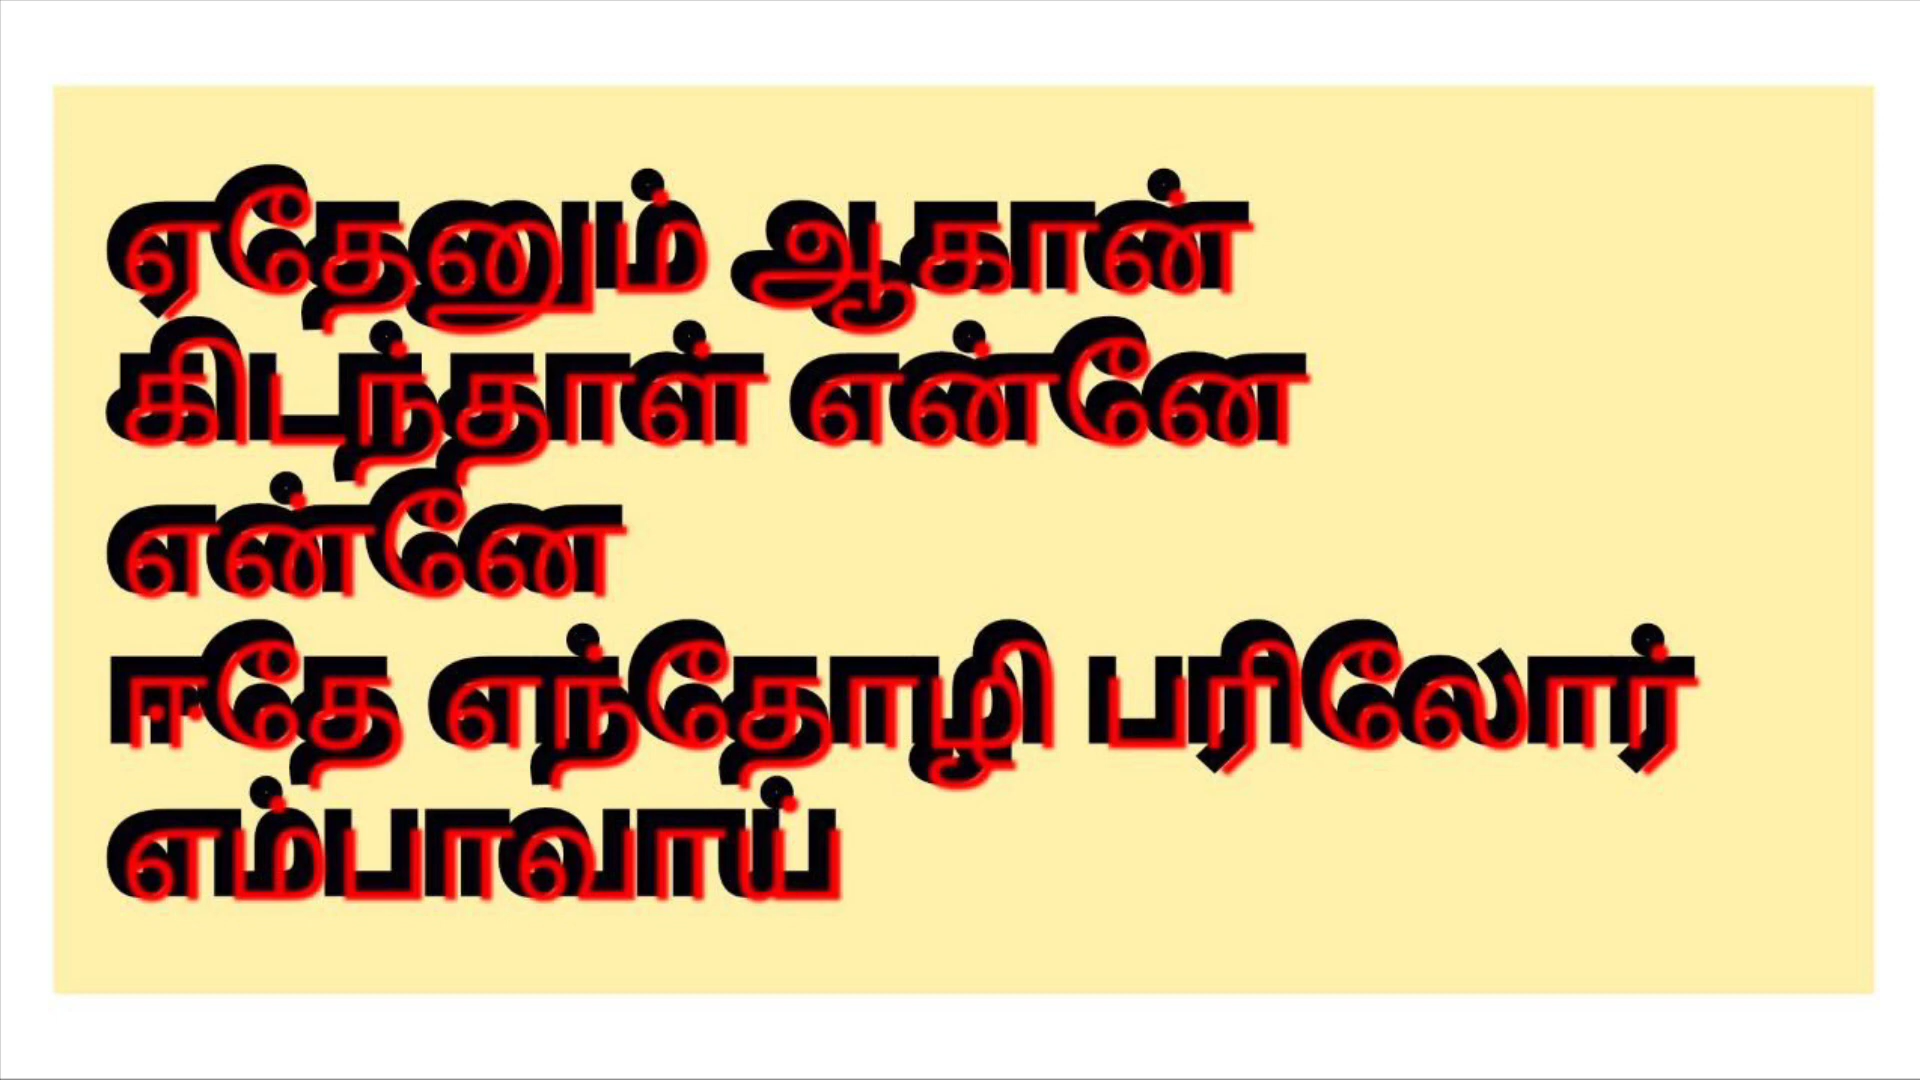 ஏதேனும் ஆகான்
கிடந்தாள் என்னே
என்னே
ஈதே எந்தோழி பரிலோர்
எம்பாவாய்